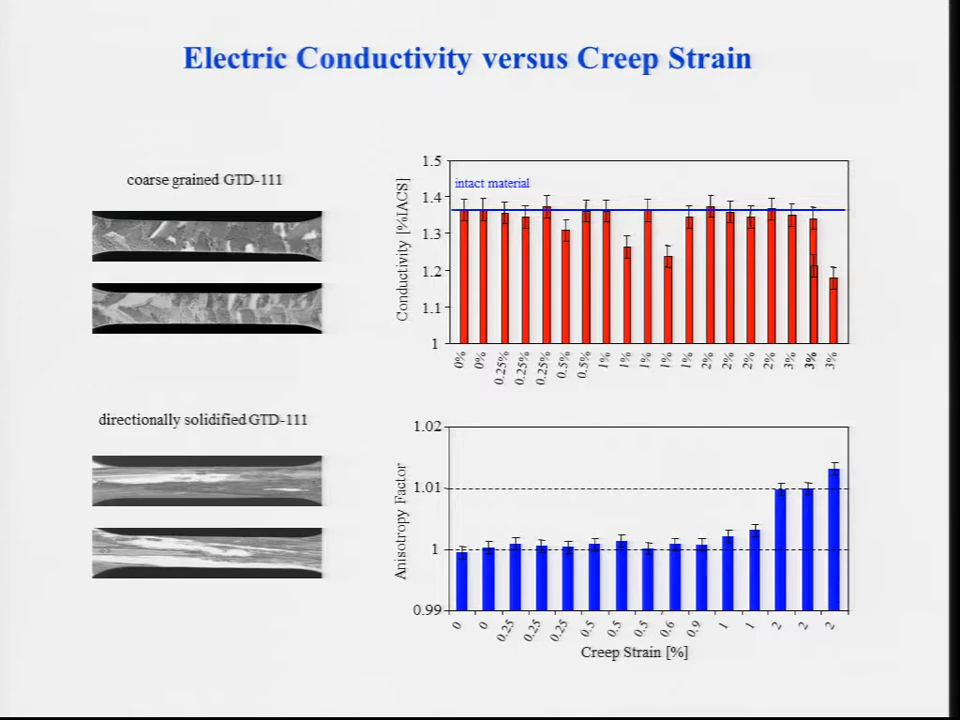 Electric Conductivity versus Creep Strain
coarse grained GTD-111
directionally solidified GTD-111
Conductivity [%IACS]
1.5
1.4
1.3
1.2
1.1
1
intact material
0% 0% 0.25% 0.25% 0.25% 0.5% 0.5% 1% 1% 1% 1% 1% 2% 2% 2% 2% 3% 3% 3%
Anisotropy Factor
1.02
1.01
1
0.99
0 0 0.25 0.25 0.25 0.5 0.5 0.5 0.6 0.9 1 1 2 2 2
Creep Strain [%]